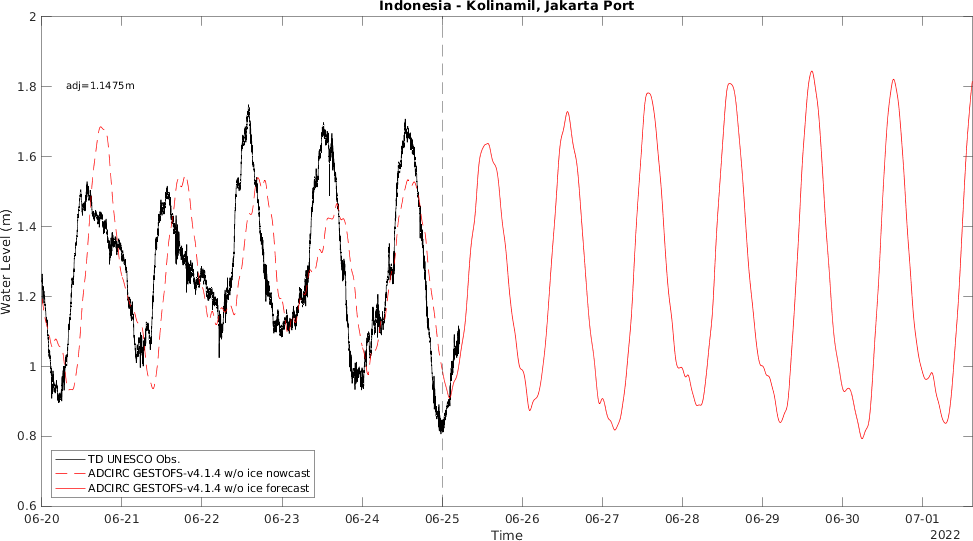 Indonesia - Kolinamil, Jakarta Port
2
1.8
1.6
1.4
1.2
1
0.8
0.6
Water Level (m)
adj=1.1475m
TD UNESCO Obs.
ADCIRC GESTOFS-v4.1.4 w/o ice nowcast
ADCIRC GESTOFS-v4.1.4 w/o ice forecast
06-20 06-21 06-22 06-23 06-24 06-25 06-26 06-27 06-28 06-29 06-30 07-01
Time
2022